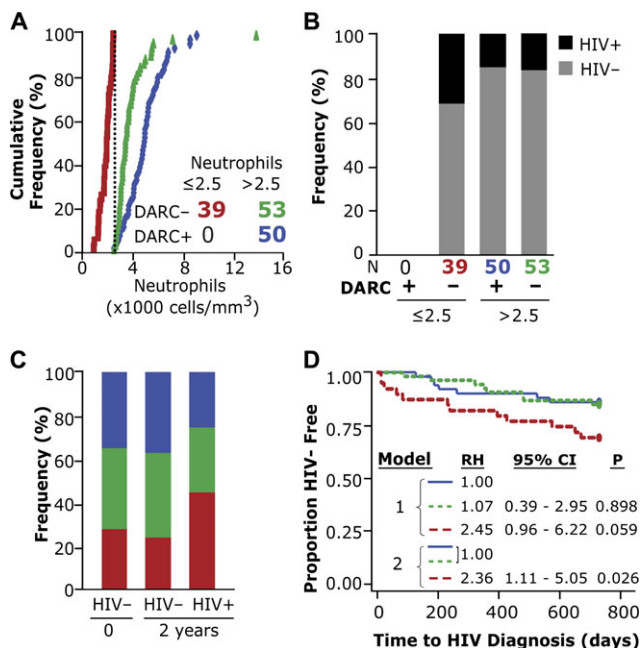 A
Cumulative
Frequency (%)
100
80
60
40
20
0
0
4
8
12
16
Neutrophils
(x1000 cells/mm3)
Neutrophils
≤2.5 >2.5
DARC− 39 53
DARC+ 0 50
B
Frequency (%)
100
80
60
40
20
0
HIV+
HIV−
N 0 39 50 53
DARC + − + −
≤2.5 >2.5
C
Frequency (%)
100
80
60
40
20
0
HIV− HIV− HIV+
0 2 years
D
Proportion HIV- Free
1.00
0.75
0.50
0.25
0.00
Model RH 95% CI P
1
1.00
1.07 0.39 - 2.95 0.898
2.45 0.96 - 6.22 0.059
2
1.00
2.36 1.11 - 5.05 0.026
0 200 400 600 800
Time to HIV Diagnosis (days)